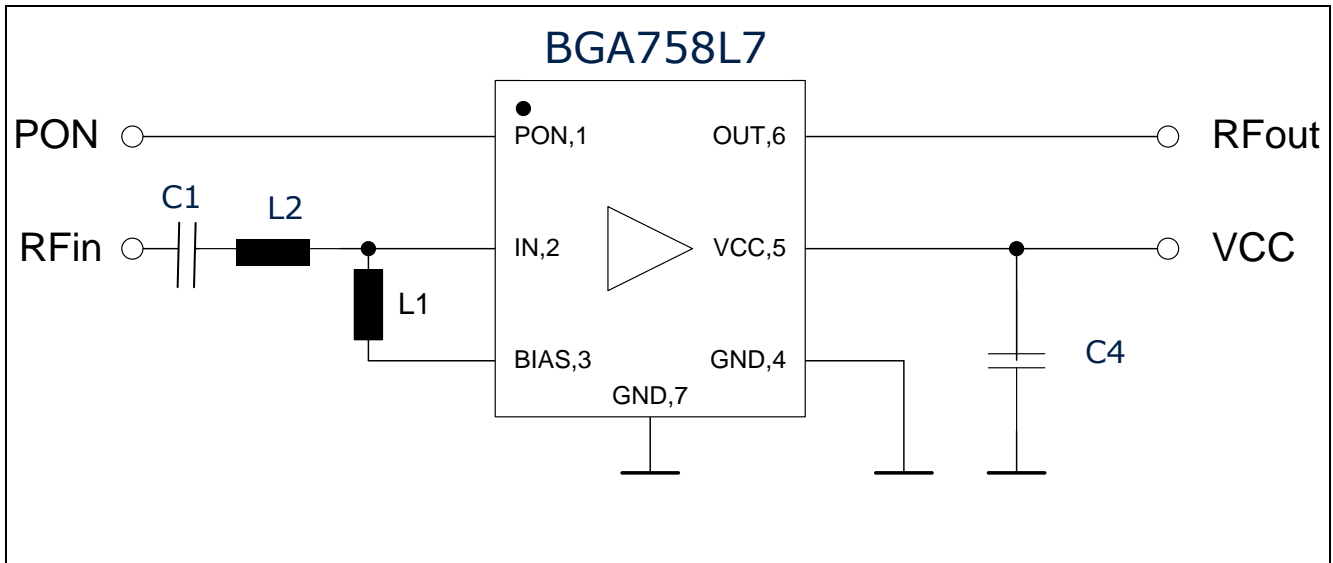 BGA758L7
PON
PON,1
OUT,6
RFout
C1
L2
RFin
IN,2
VCC,5
VCC
L1
BIAS,3
GND,4
C4
GND,7